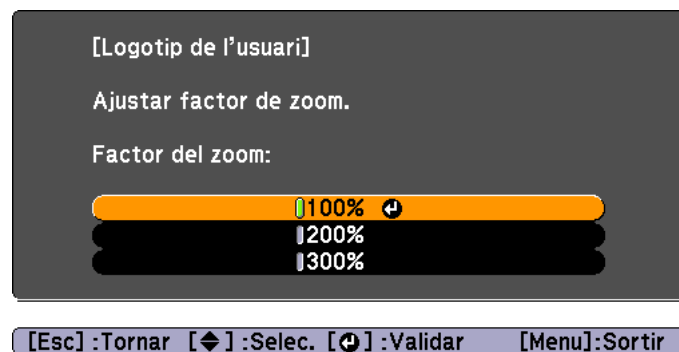 [Logotip de l'usuari]
Ajustar factor de zoom.
Factor del zoom:
100%
200%
300%
[Esc] :Tornar [◆] :Selec. [↵] :Validar [Menu]:Sortir